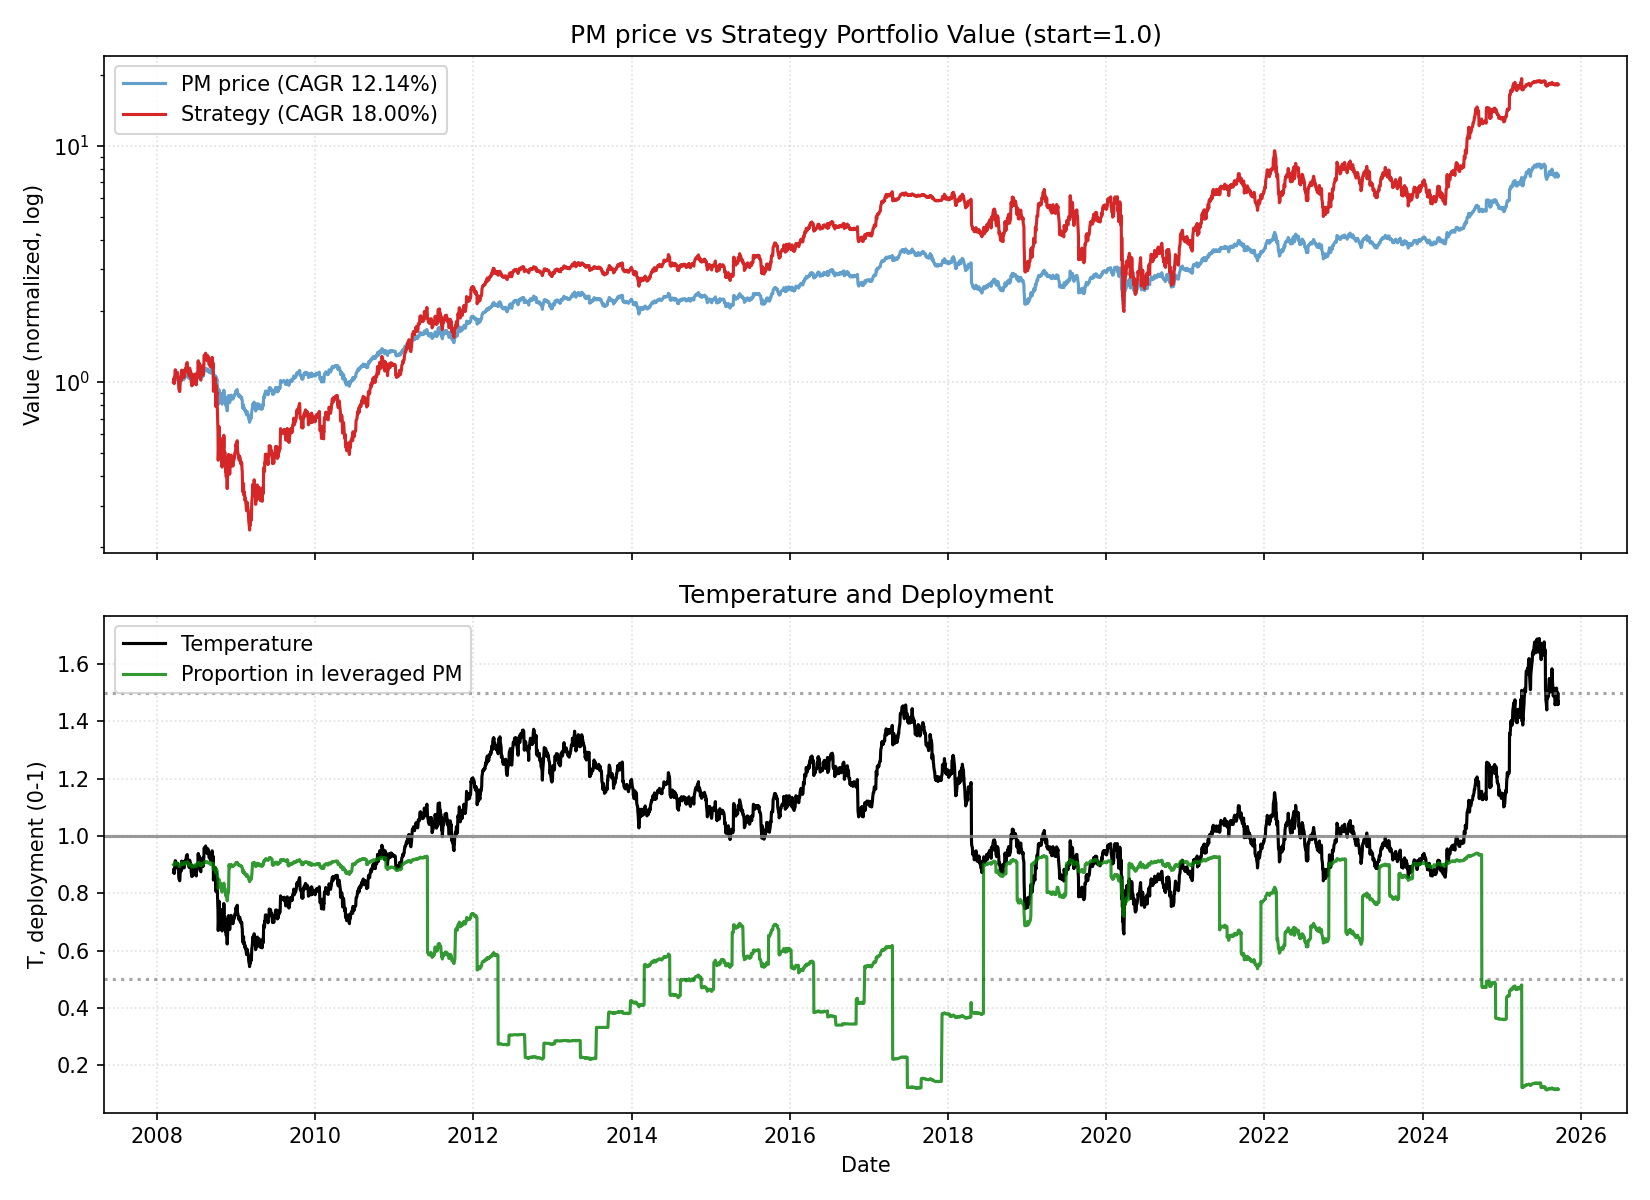 PM price vs Strategy Portfolio Value (start=1.0)
PM price (CAGR 12.14%)
Strategy (CAGR 18.00%)
Value (normalized, log)
10¹
10⁰
Temperature and Deployment
Temperature
Proportion in leveraged PM
T, deployment (0-1)
1.6
1.4
1.2
1.0
0.8
0.6
0.4
0.2
2008 2010 2012 2014 2016 2018 2020 2022 2024 2026
Date